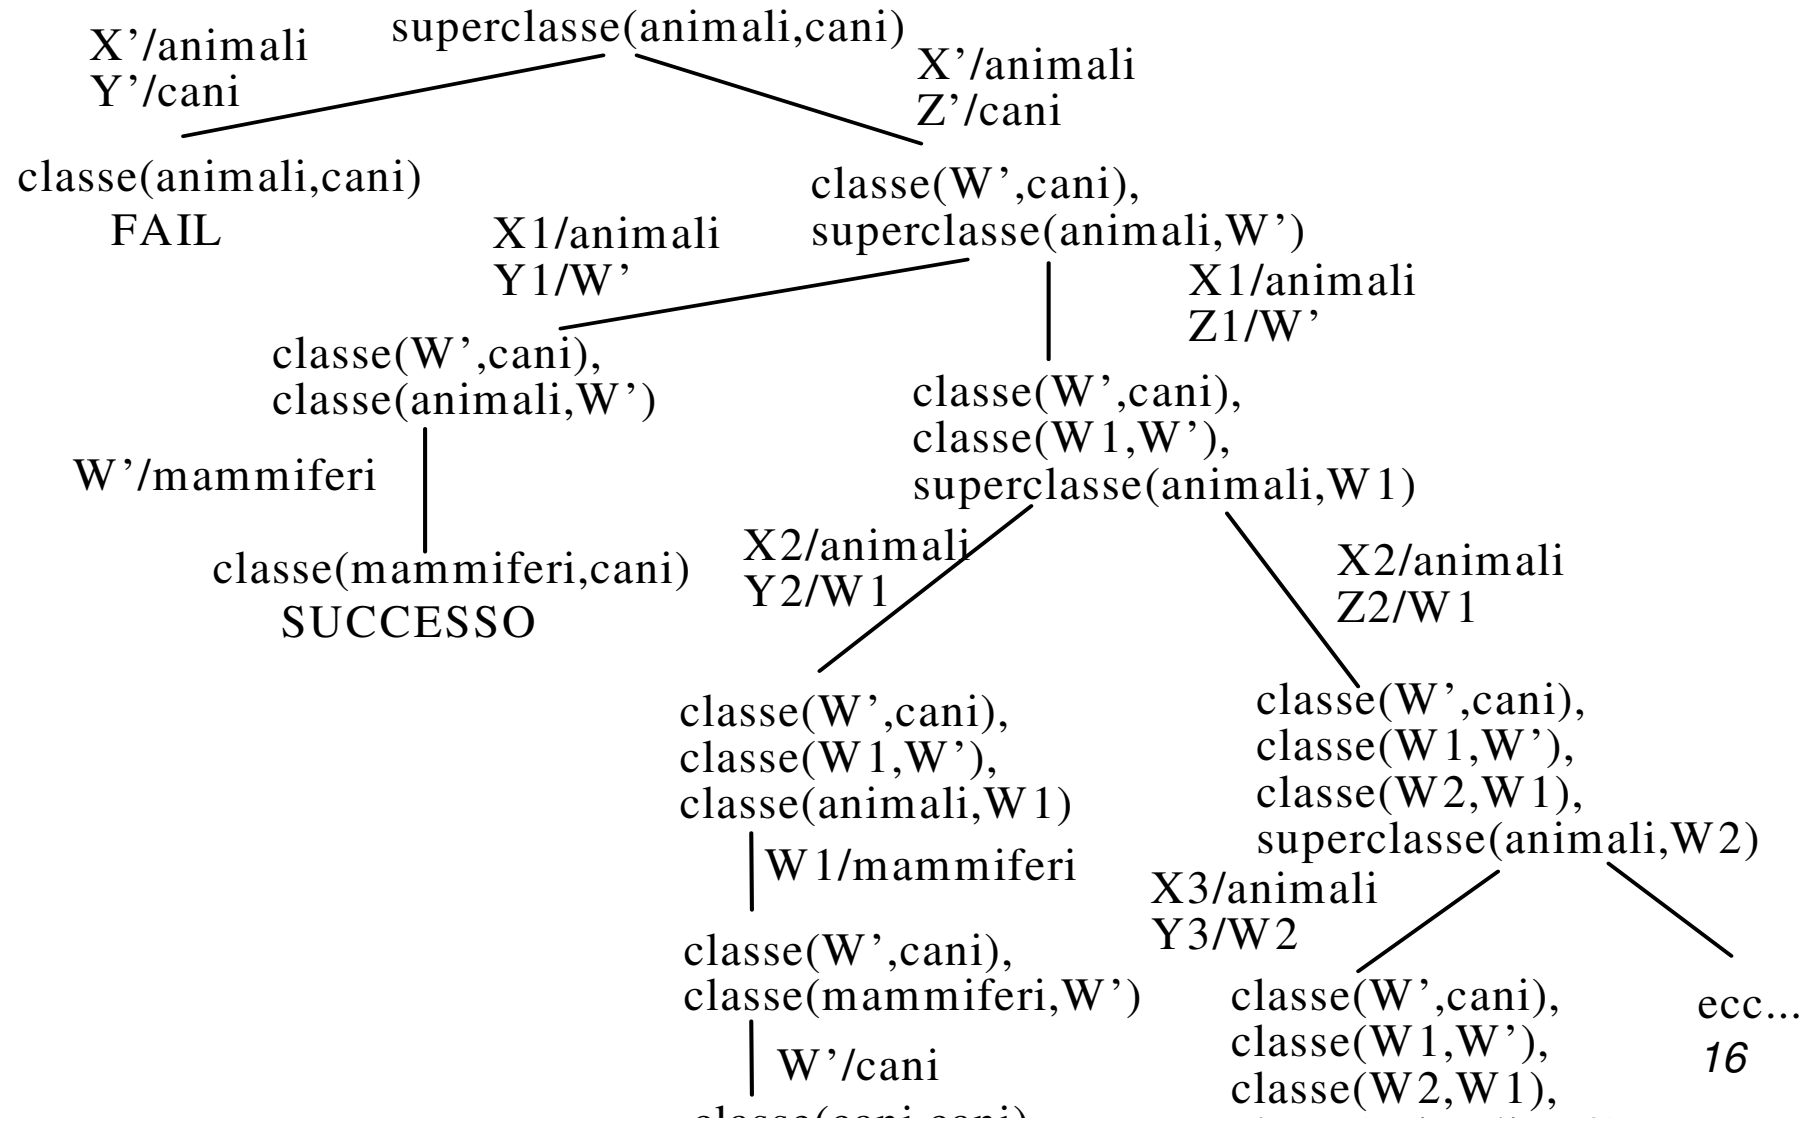 superclasse(animali,cani)
X’/animali
Y’/cani
X’/animali
Z’/cani
classe(animali,cani)
FAIL
classe(W’,cani),
superclasse(animali,W’)
X1/animali
Y1/W’
X1/animali
Z1/W’
classe(W’,cani),
classe(animali,W’)
classe(W’,cani),
classe(W1,W’),
superclasse(animali,W1)
W’/mammiferi
classe(mammiferi,cani)
SUCCESSO
X2/animali
Y2/W1
X2/animali
Z2/W1
classe(W’,cani),
classe(W1,W’),
classe(animali,W1)
classe(W’,cani),
classe(W1,W’),
classe(W2,W1),
superclasse(animali,W2)
W1/mammiferi
X3/animali
Y3/W2
classe(W’,cani),
classe(mammiferi,W’)
classe(W’,cani),
classe(W1,W’),
classe(W2,W1),
ecc...
16
W’/cani
classe(cani,cani)